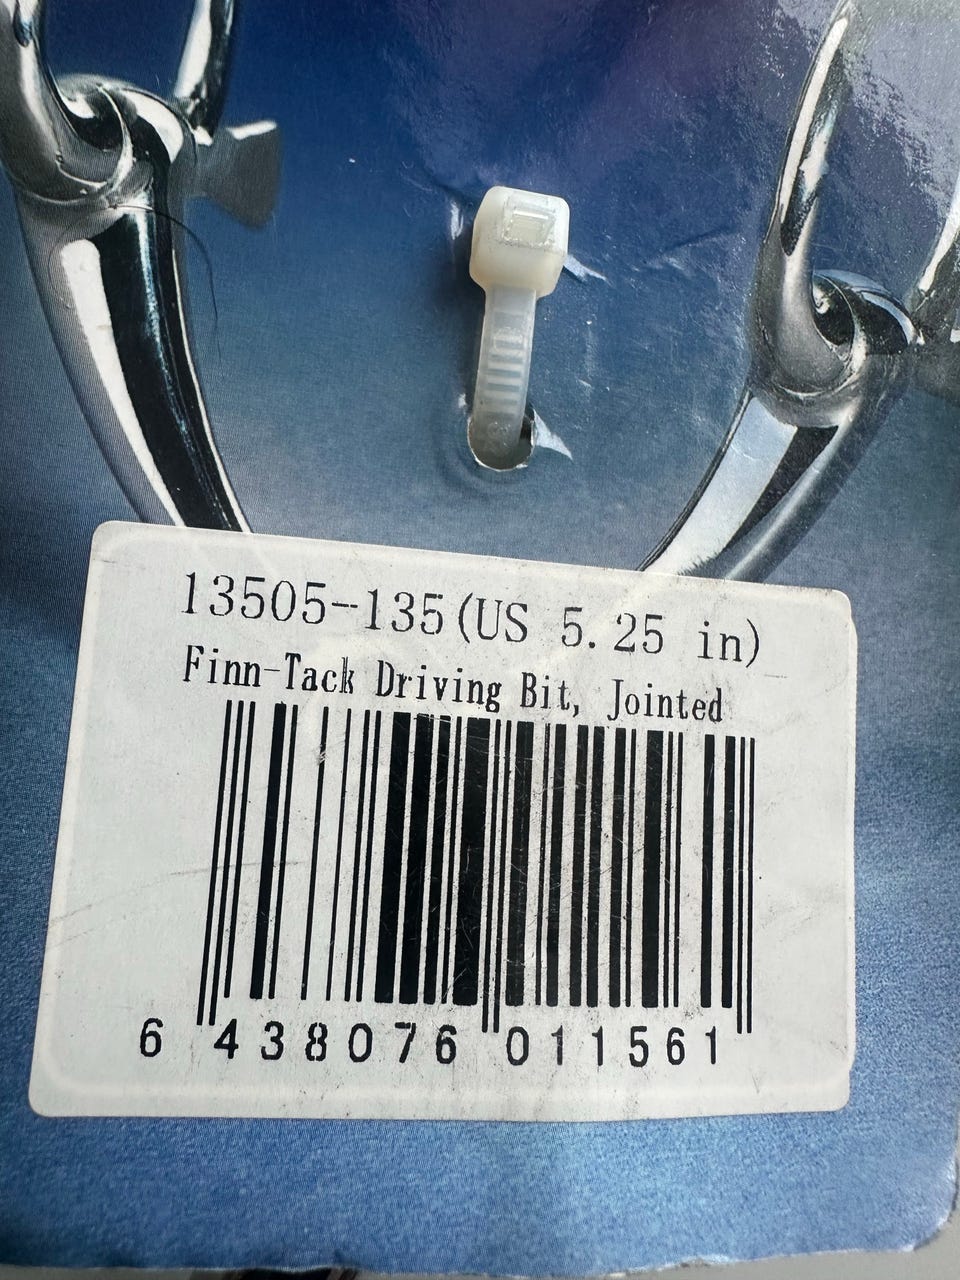 13505-135(US 5.25 in)
Finn-Tack Driving Bit, Jointed
6 438076 011561